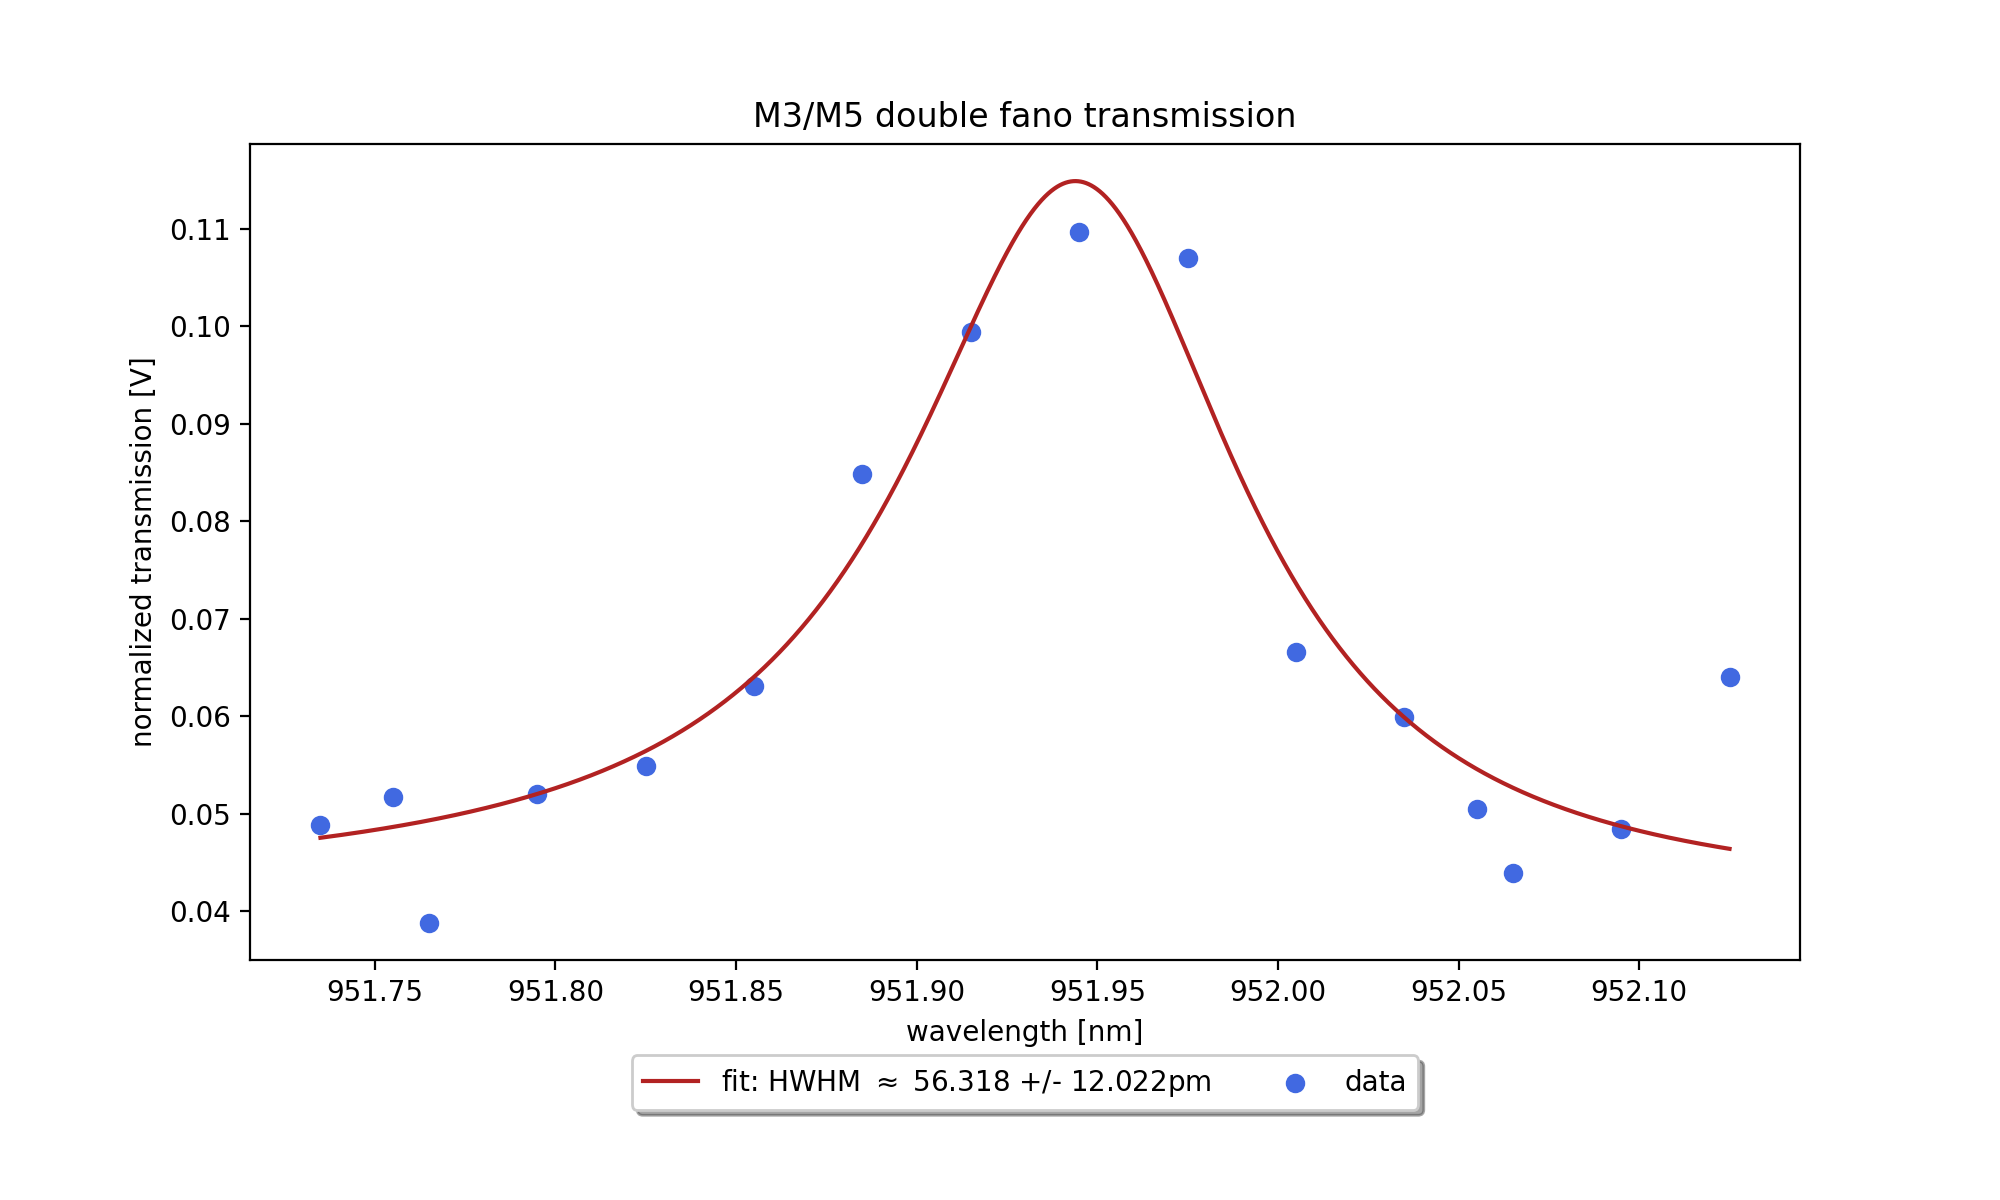 M3/M5 double fano transmission
normalized transmission [V]
0.11
0.10
0.09
0.08
0.07
0.06
0.05
0.04
951.75 951.80 951.85 951.90 951.95 952.00 952.05 952.10
wavelength [nm]
fit: HWHM ≈ 56.318 +/- 12.022pm data